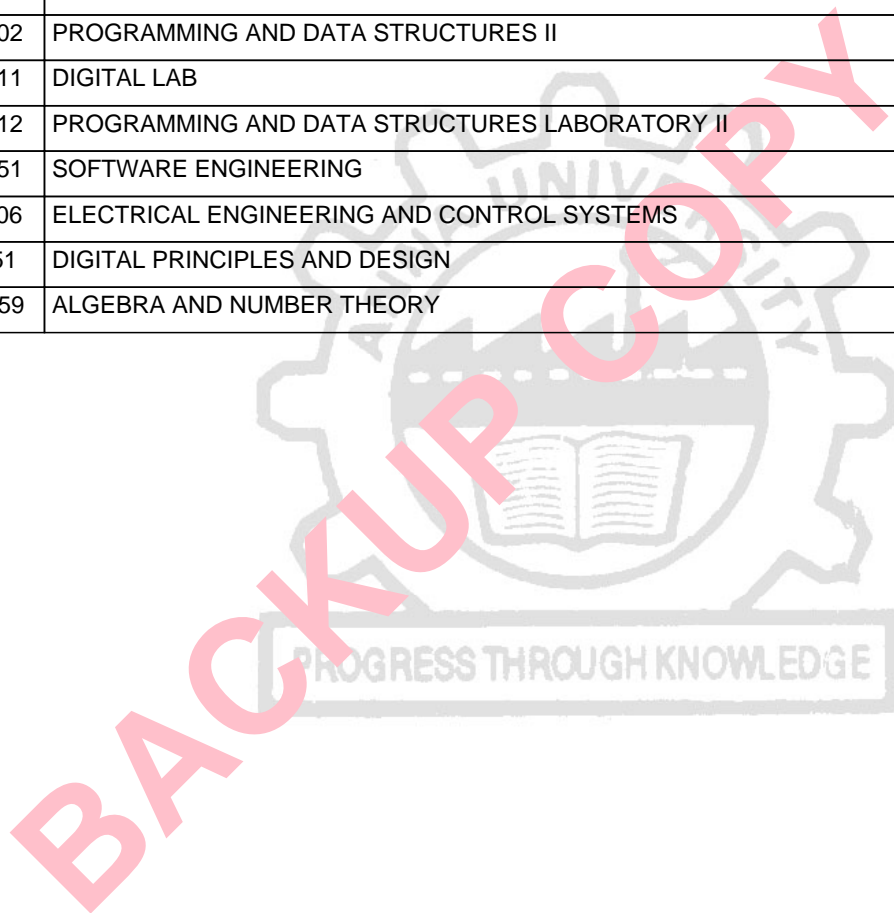 02 PROGRAMMING AND DATA STRUCTURES II
11 DIGITAL LAB
12 PROGRAMMING AND DATA STRUCTURES LABORATORY II
51 SOFTWARE ENGINEERING
06 ELECTRICAL ENGINEERING AND CONTROL SYSTEMS
51 DIGITAL PRINCIPLES AND DESIGN
59 ALGEBRA AND NUMBER THEORY
ANNA UNIVERSITY
PROGRESS THROUGH KNOWLEDGE
BACKUP COPY